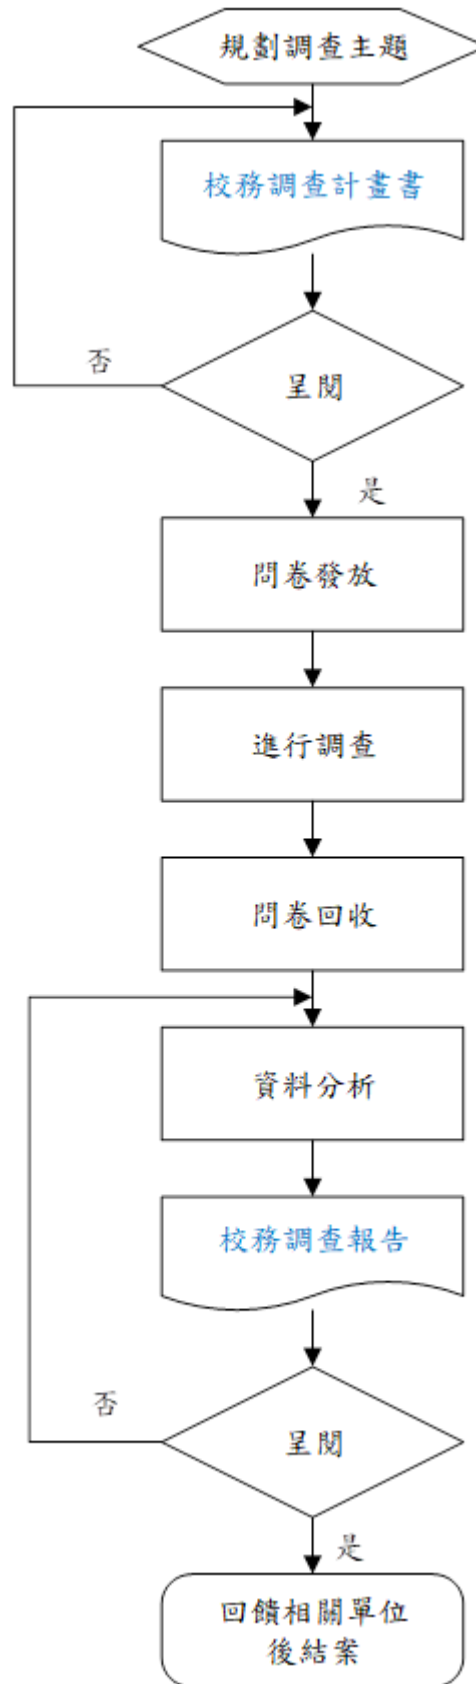 規劃調查主題
校務調查計畫書
否
呈閱
是
問卷發放
進行調查
問卷回收
資料分析
校務調查報告
否
呈閱
是
回饋相關單位
後結案